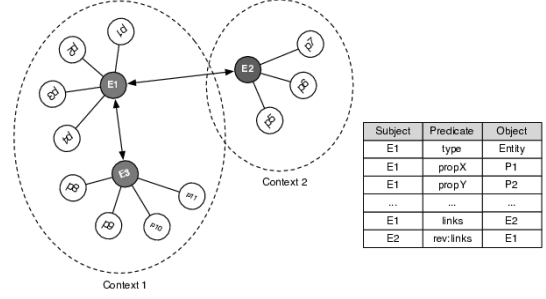 p1
p2
p3
p4
E1
E2
p7
p6
p5
E3
p8
p9
p10
p11
Context 2
Context 1
Subject Predicate Object
E1 type Entity
E1 propX P1
E1 propY P2
... ... ...
E1 links E2
E2 rev:links E1